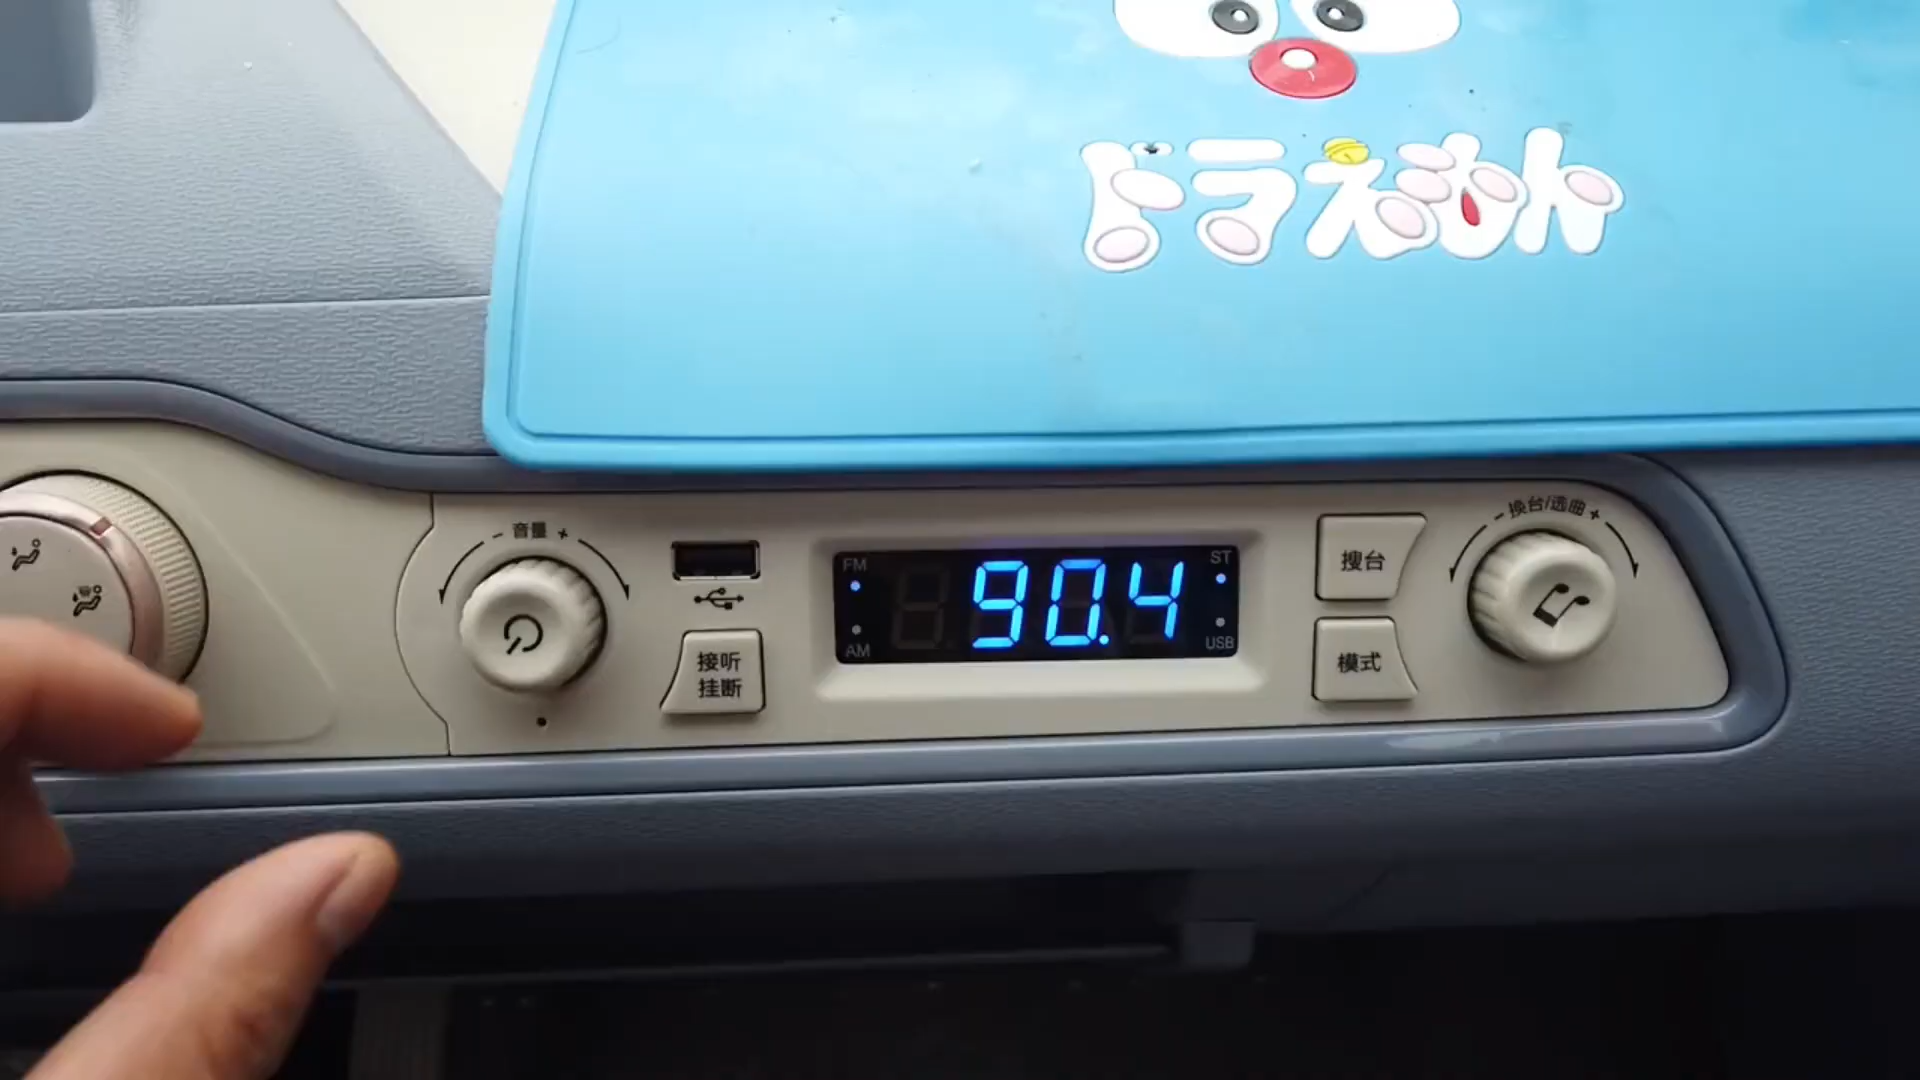 ドラえもん
- 音量 +
- 换台/选曲 +
FM
ST
90.4
AM
USB
搜台
接听
挂断
模式